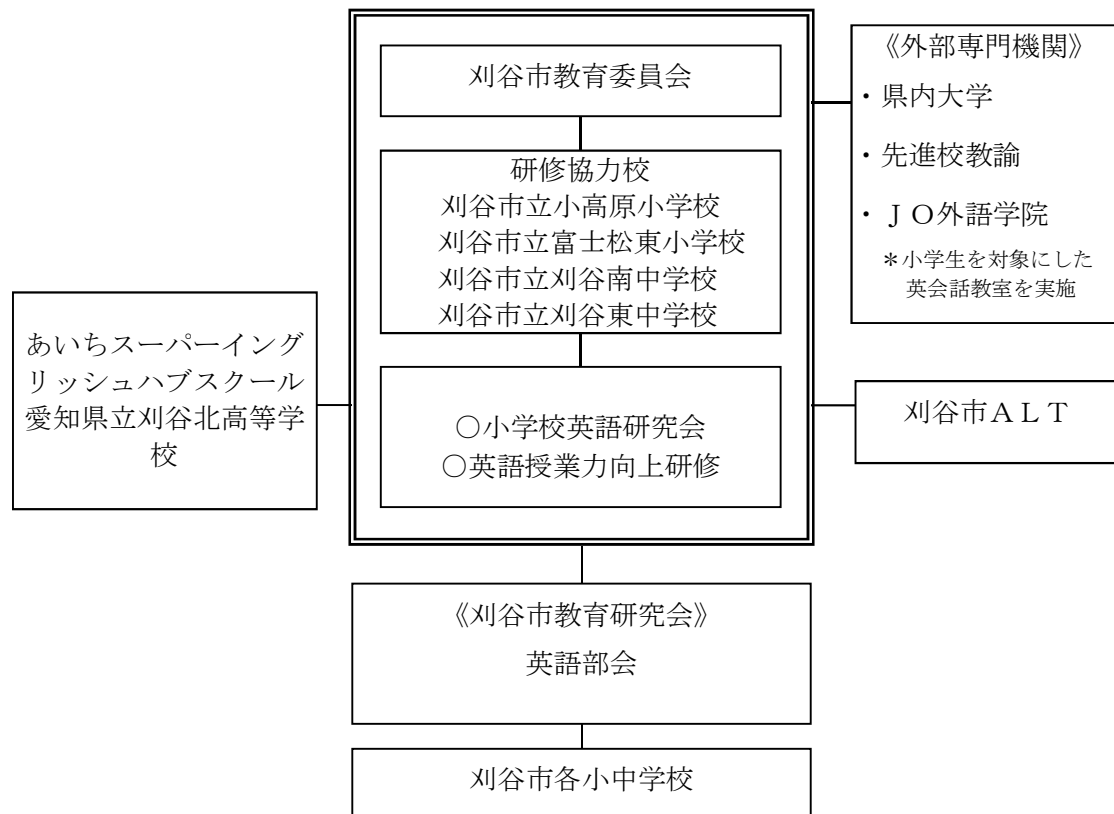 刈谷市教育委員会
研修協力校
刈谷市立小高原小学校
刈谷市立富士松東小学校
刈谷市立刈谷南中学校
刈谷市立刈谷東中学校
○小学校英語研究会
○英語授業力向上研修
《外部専門機関》
・県内大学
・先進校教諭
・ＪＯ外語学院
＊小学生を対象にした
英会話教室を実施
あいちスーパーイング
リッシュハブスクール
愛知県立刈谷北高等学
校
刈谷市ＡＬＴ
《刈谷市教育研究会》
英語部会
刈谷市各小中学校